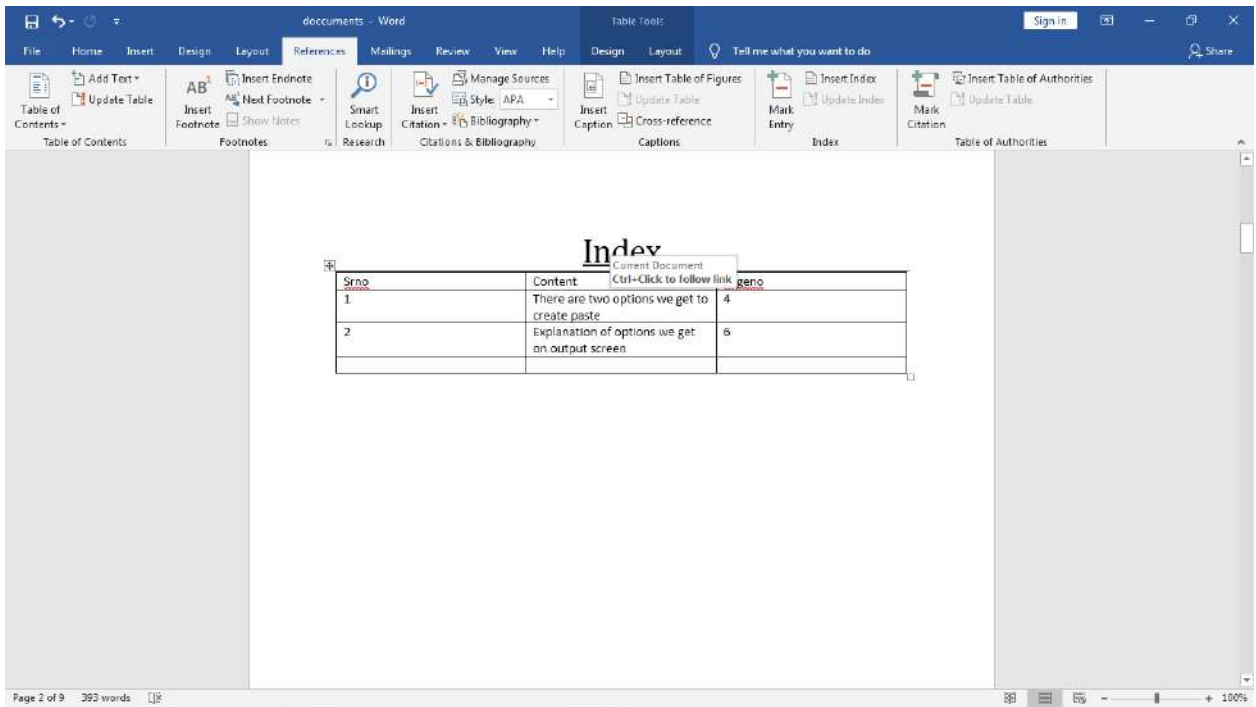 doccuments - Word
Table Tools
Sign in
File Home Insert Design Layout References Mailings Review View Help Design Layout Tell me what you want to do Share
Table of Contents
Add Text
Update Table
Table of Contents
AB¹ Insert Footnote
Insert Endnote
AB Next Footnote
Show Notes
Footnotes
Smart Lookup
Research
Insert Citation
Manage Sources
Style: APA
Bibliography
Citations & Bibliography
Insert Caption
Insert Table of Figures
Update Table
Cross-reference
Captions
Mark Entry
Insert Index
Update Index
Index
Mark Citation
Insert Table of Authorities
Update Table
Table of Authorities
Index
Current Document
Ctrl+Click to follow link
Srno Content geno
1 There are two options we get to 4
create paste
2 Explanation of options we get 6
on output screen
Page 2 of 9 393 words 100%